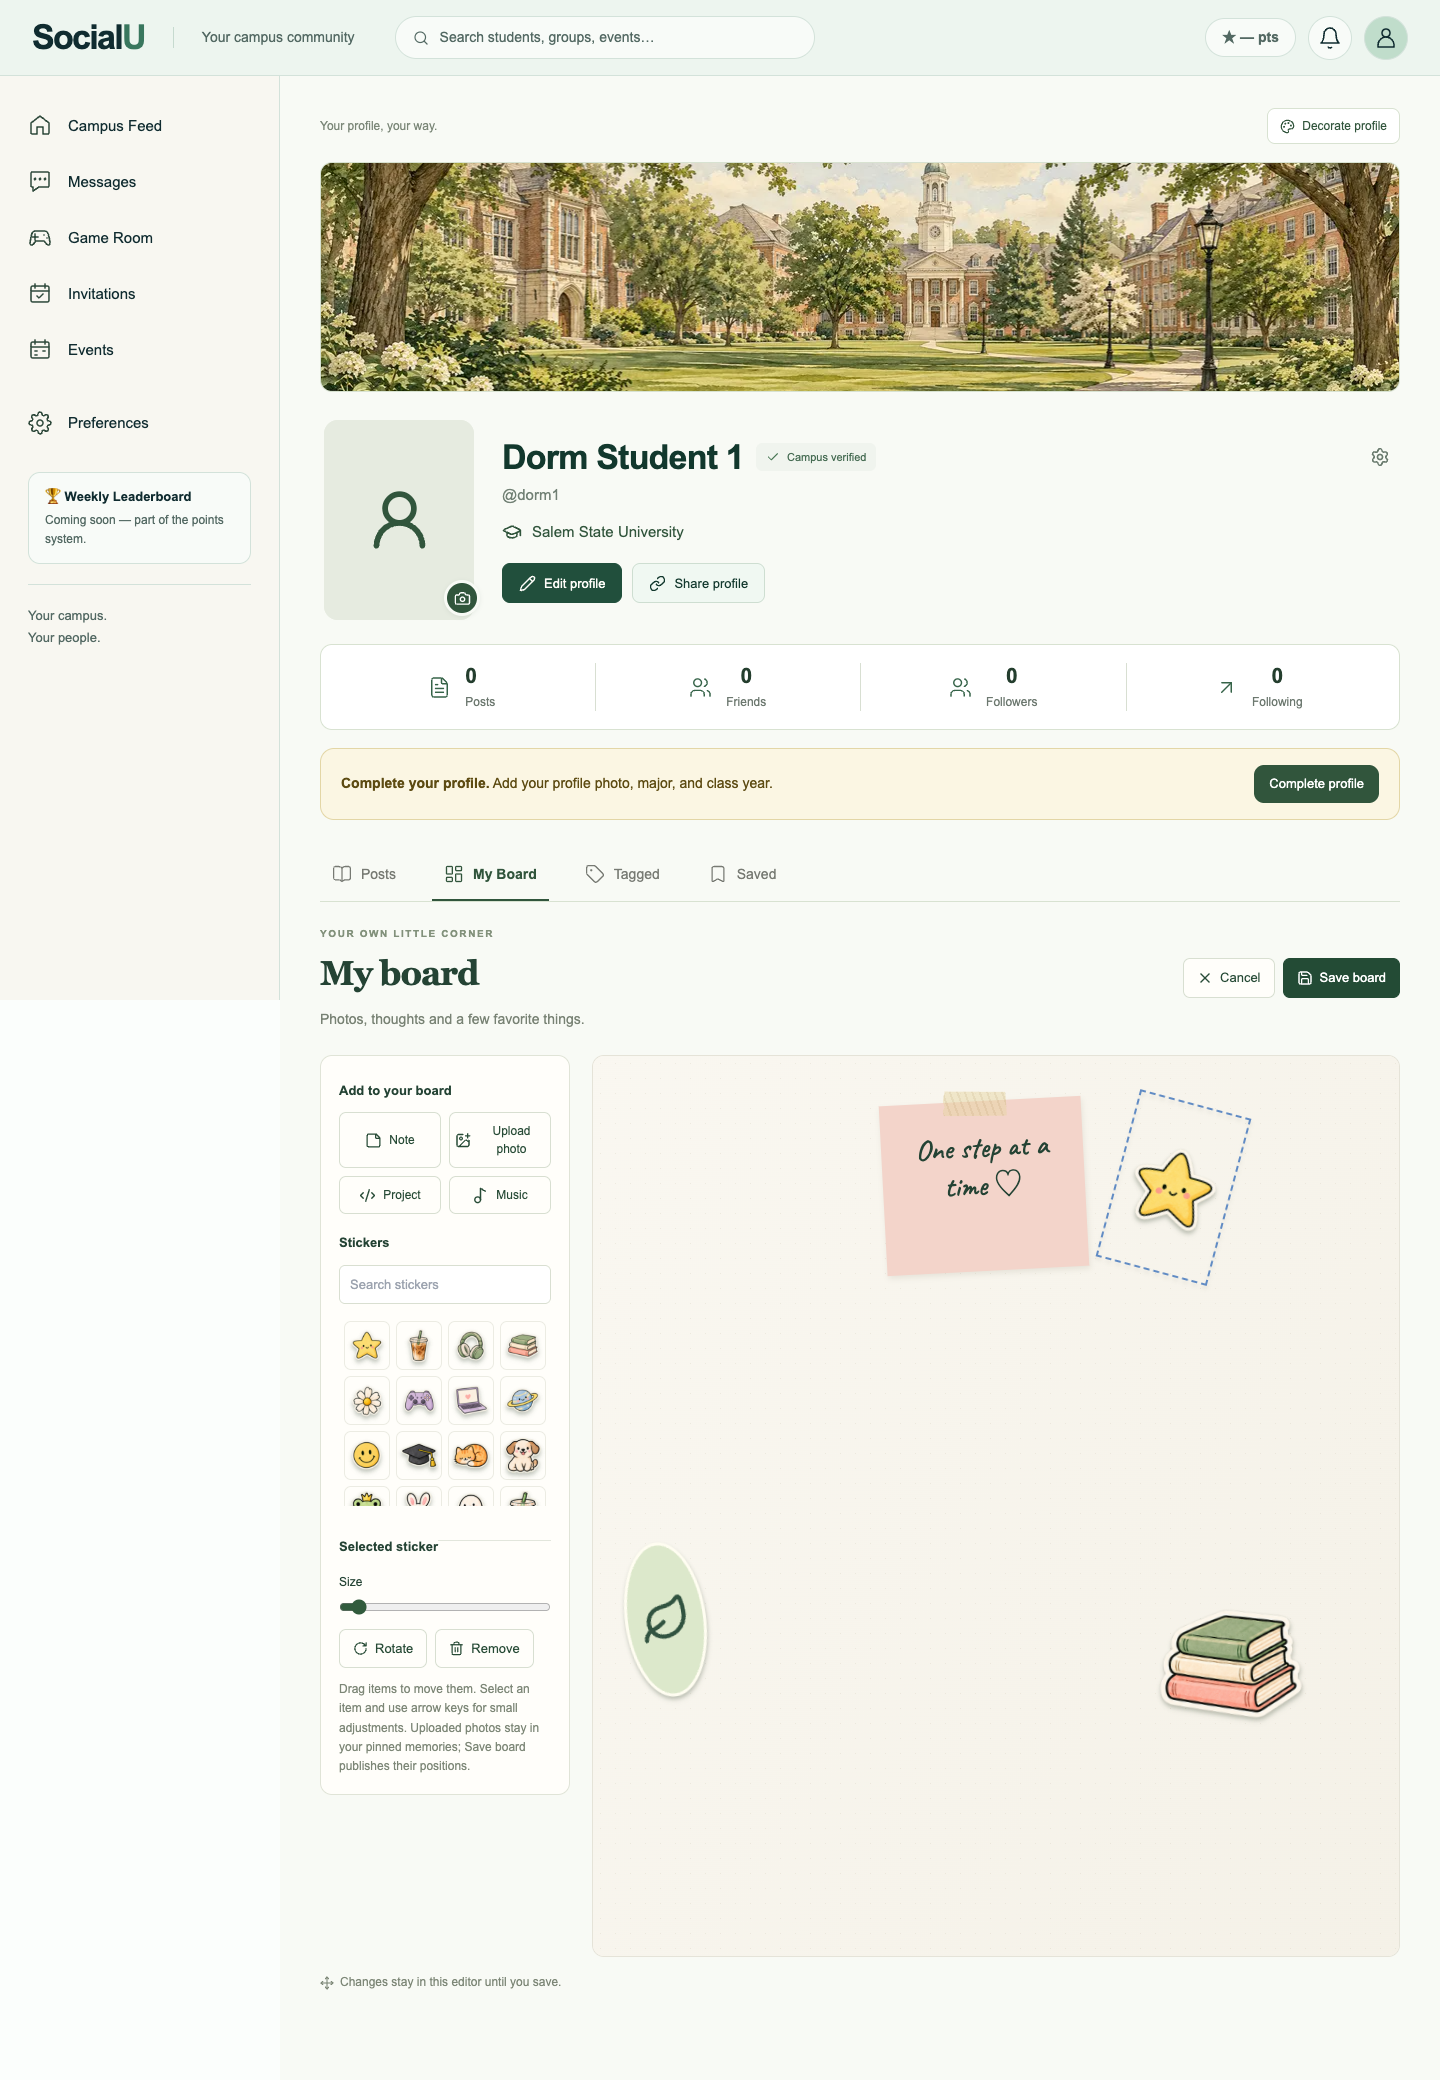 SocialU
Your campus community
Search students, groups, events...
★ — pts
Campus Feed
Messages
Game Room
Invitations
Events
Preferences
🏆 Weekly Leaderboard
Coming soon — part of the points
system.
Your campus.
Your people.
Your profile, your way.
Decorate profile
Dorm Student 1
Campus verified
@dorm1
Salem State University
Edit profile
Share profile
0
Posts
0
Friends
0
Followers
0
Following
Complete your profile. Add your profile photo, major, and class year.
Complete profile
Posts
My Board
Tagged
Saved
YOUR OWN LITTLE CORNER
My board
Photos, thoughts and a few favorite things.
Cancel
Save board
Add to your board
Note
Upload
photo
Project
Music
Stickers
Search stickers
Selected sticker
Size
Rotate
Remove
Drag items to move them. Select an
item and use arrow keys for small
adjustments. Uploaded photos stay in
your pinned memories; Save board
publishes their positions.
One step at a
time ♡
Changes stay in this editor until you save.